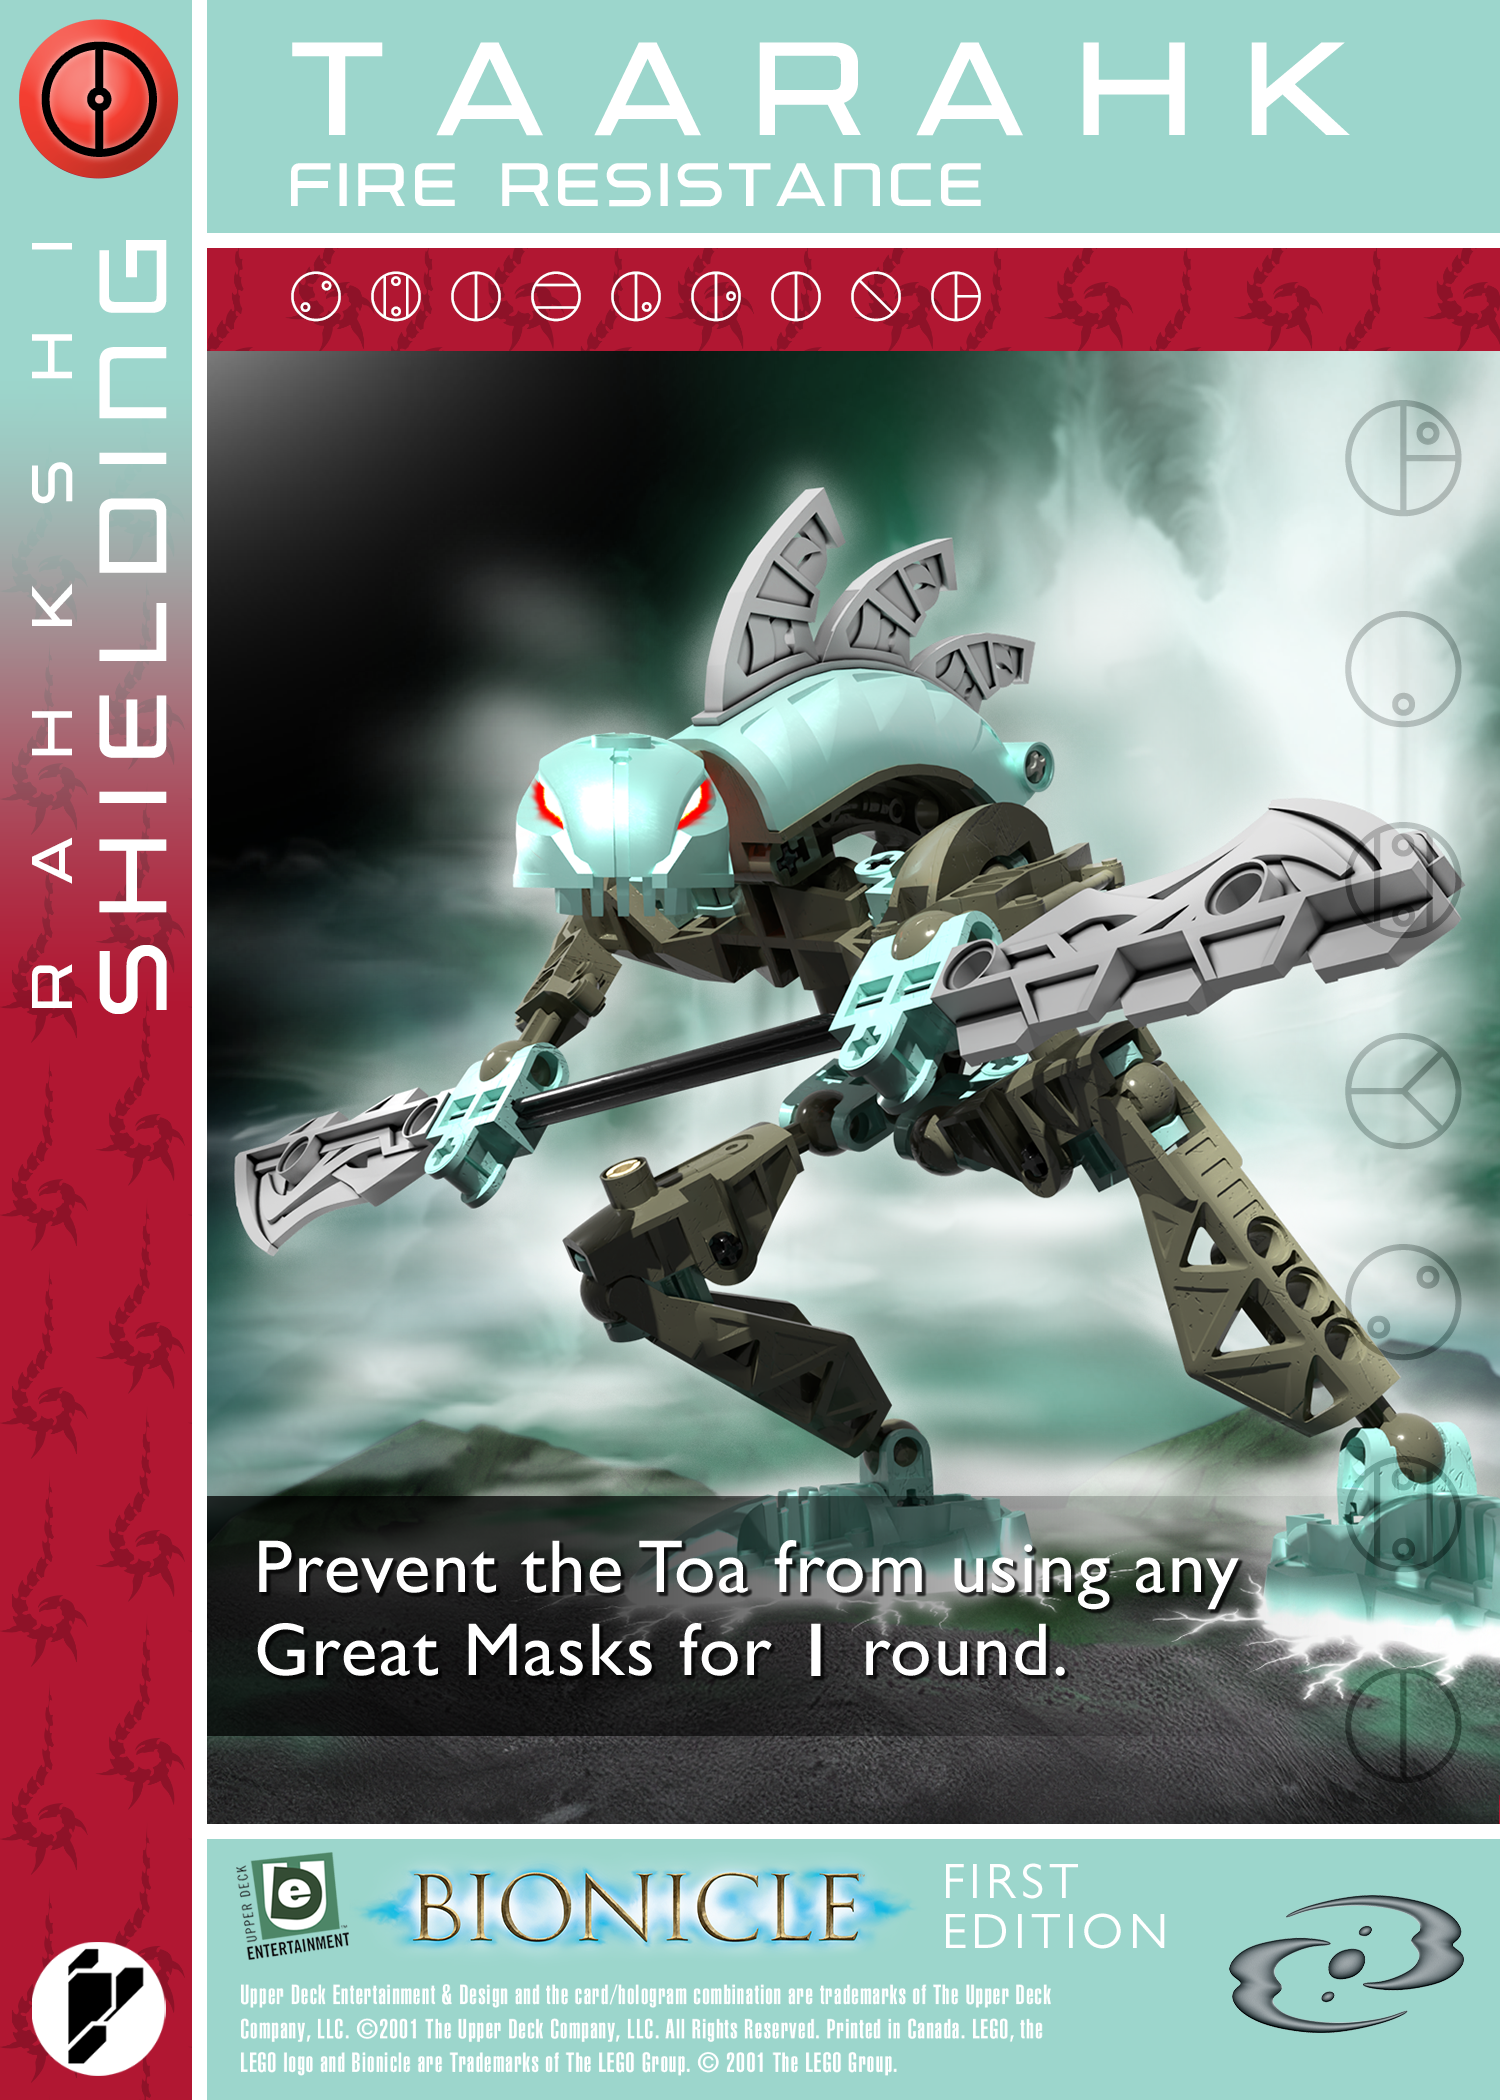 TAARAHK
FIRE RESISTANCE
RAHKSHI
SHIELDING
Prevent the Toa from using any
Great Masks for 1 round.
UPPER DECK
e
ENTERTAINMENT
BIONICLE
FIRST
EDITION
Upper Deck Entertainment & Design and the card/hologram combination are trademarks of The Upper Deck
Company, LLC. ©2001 The Upper Deck Company, LLC. All Rights Reserved. Printed in Canada. LEGO, the
LEGO logo and Bionicle are Trademarks of The LEGO Group. © 2001 The LEGO Group.